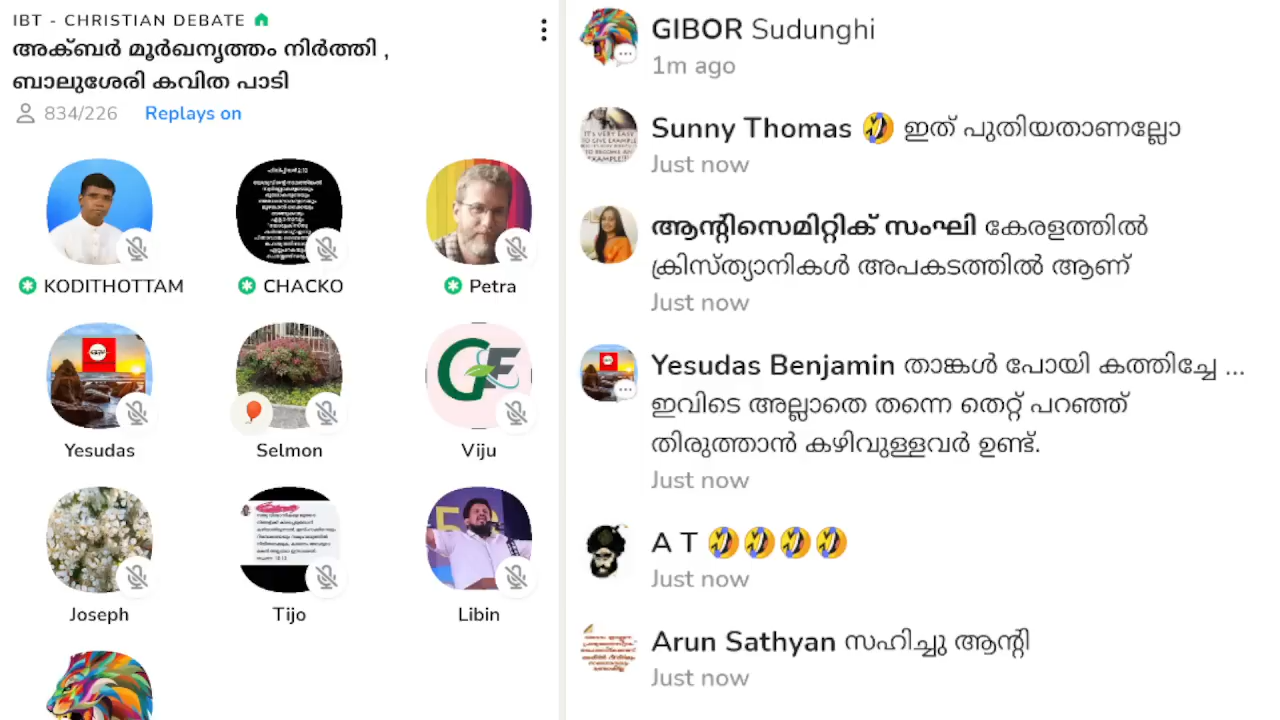 IBT - CHRISTIAN DEBATE
അക്ബർ മൂർഖനൃത്തം നിർത്തി ,
ബാലുശേരി കവിത പാടി
834/226 Replays on
KODITHOTTAM CHACKO Petra
Yesudas Selmon Viju
Joseph Tijo Libin
GIBOR Sudunghi
1m ago
Sunny Thomas 🤣 ഇത് പുതിയതാണല്ലോ
Just now
ആന്റിസെമിറ്റിക് സംഘി കേരളത്തിൽ
ക്രിസ്ത്യാനികൾ അപകടത്തിൽ ആണ്
Just now
Yesudas Benjamin താങ്കൾ പോയി കത്തിച്ചേ ...
ഇവിടെ അല്ലാതെ തന്നെ തെറ്റ് പറഞ്ഞ്
തിരുത്താൻ കഴിവുള്ളവർ ഉണ്ട്.
Just now
A T 🤣🤣🤣🤣
Just now
Arun Sathyan സഹിച്ചു ആന്റി
Just now